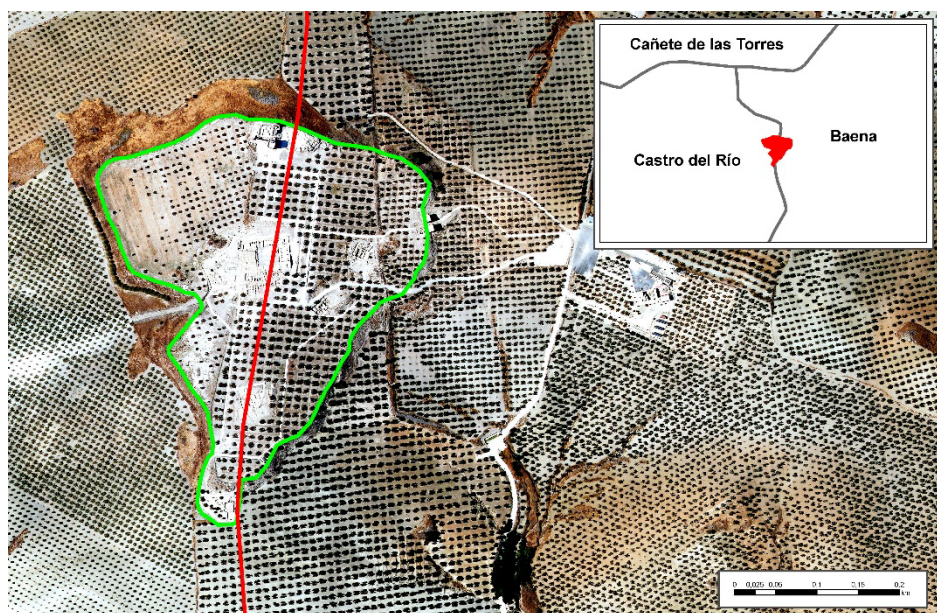 Cañete de las Torres
Baena
Castro del Río
0 0,025 0,05 0,1 0,15 0,2
km